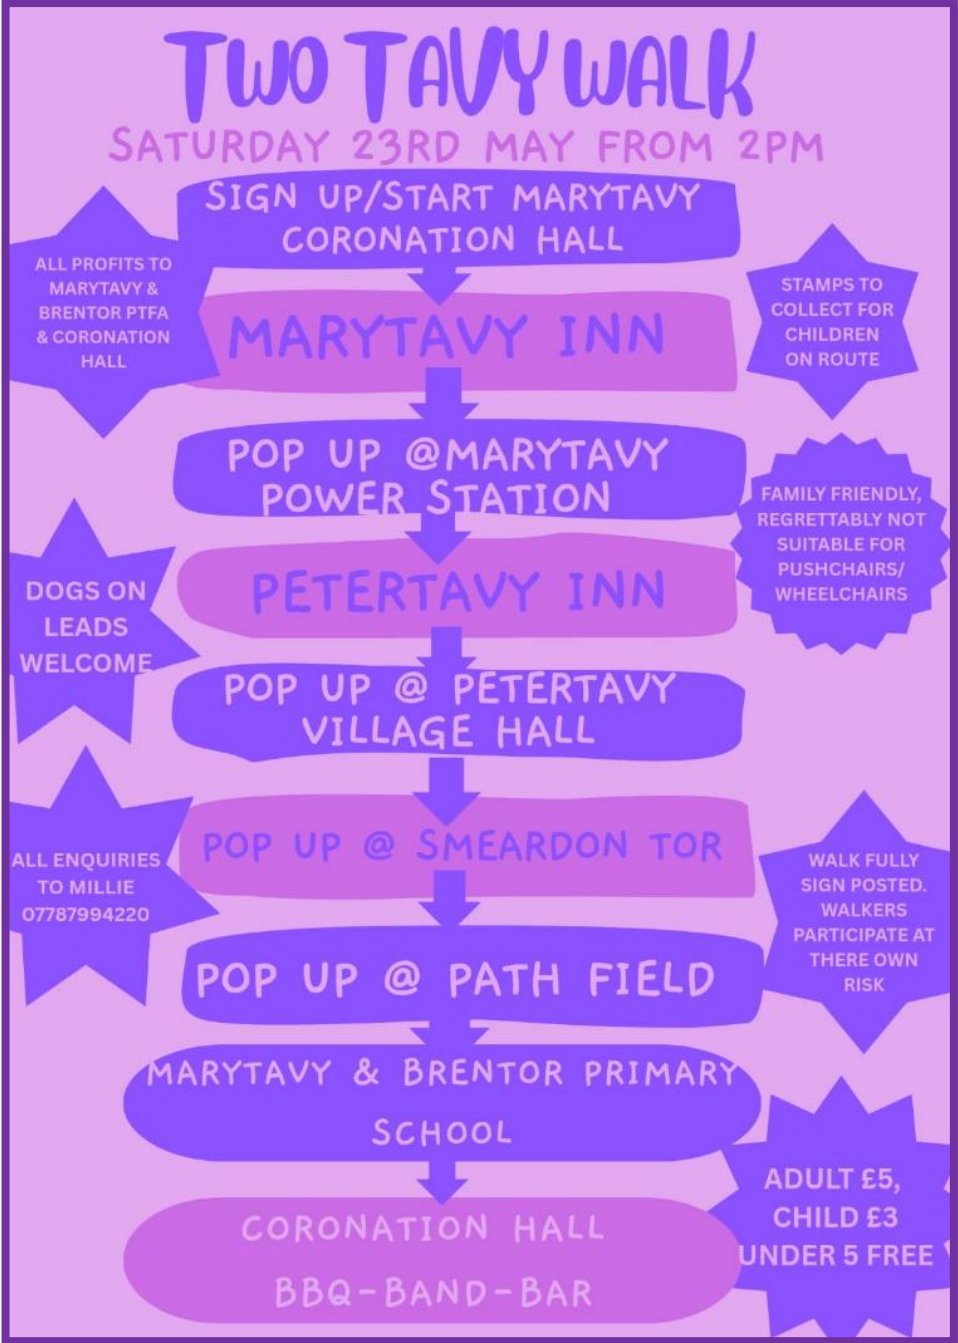 TWO TAVY WALK
SATURDAY 23RD MAY FROM 2PM
SIGN UP/START MARYTAVY
CORONATION HALL
ALL PROFITS TO
MARYTAVY &
BRENTOR PTFA
& CORONATION
HALL
STAMPS TO
COLLECT FOR
CHILDREN
ON ROUTE
MARYTAVY INN
POP UP @MARYTAVY
POWER STATION
FAMILY FRIENDLY,
REGRETTABLY NOT
SUITABLE FOR
PUSHCHAIRS/
WHEELCHAIRS
DOGS ON
LEADS
WELCOME
PETERTAVY INN
POP UP @ PETERTAVY
VILLAGE HALL
POP UP @ SMEARDON TOR
ALL ENQUIRIES
TO MILLIE
07787994220
WALK FULLY
SIGN POSTED.
WALKERS
PARTICIPATE AT
THERE OWN
RISK
POP UP @ PATH FIELD
MARYTAVY & BRENTOR PRIMARY
SCHOOL
ADULT £5,
CHILD £3
UNDER 5 FREE
CORONATION HALL
BBQ-BAND-BAR